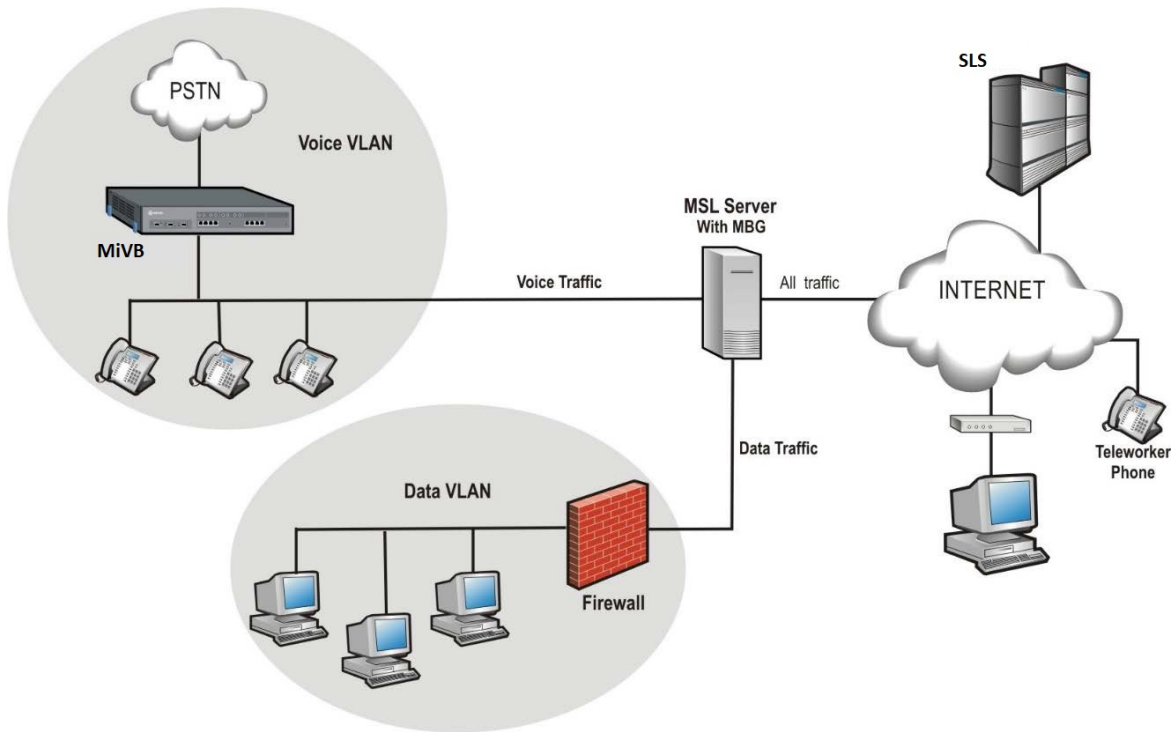 PSTN
Voice VLAN
MiVB
Voice Traffic
MSL Server
With MBG
All traffic
SLS
INTERNET
Teleworker
Phone
Data Traffic
Data VLAN
Firewall